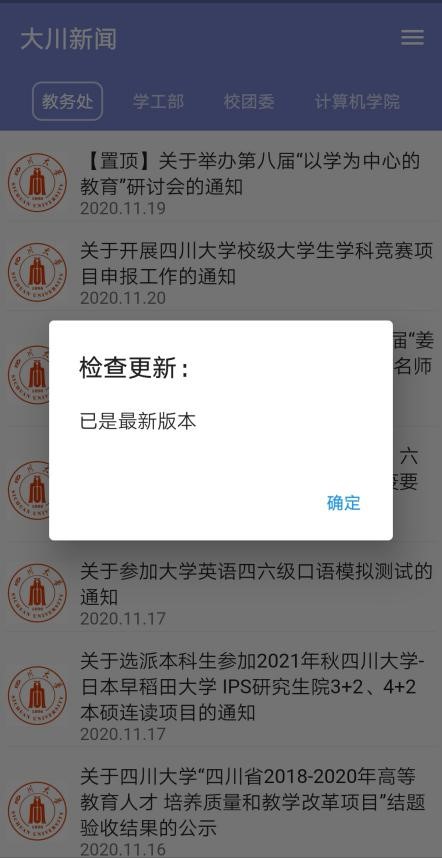 大川新闻
教务处 学工部 校团委 计算机学院
【置顶】关于举办第八届“以学为中心的
教育”研讨会的通知
2020.11.19
关于开展四川大学校级大学生学科竞赛项
目申报工作的通知
2020.11.20
届“姜
名师
检查更新：
已是最新版本
六
要
确定
关于参加大学英语四六级口语模拟测试的
通知
2020.11.17
关于选派本科生参加2021年秋四川大学-
日本早稻田大学 IPS研究生院3+2、4+2
本硕连读项目的通知
2020.11.17
关于四川大学“四川省2018-2020年高等
教育人才 培养质量和教学改革项目”结题
验收结果的公示
2020.11.16